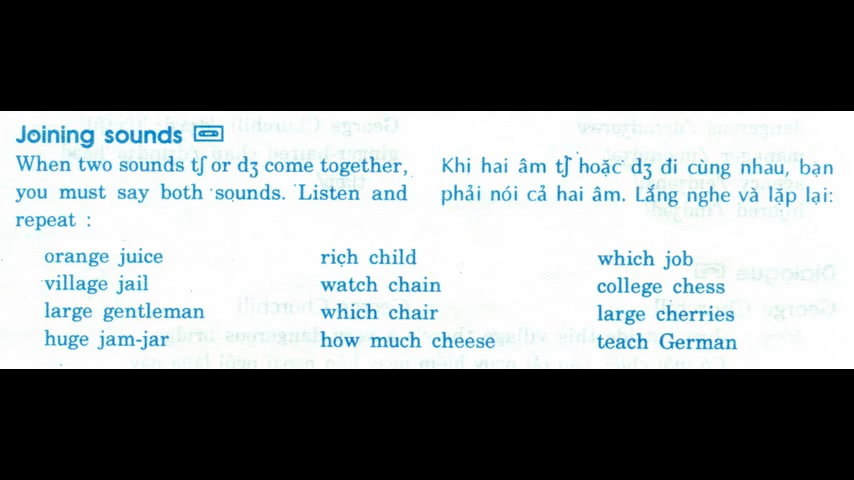 Joining sounds
When two sounds tʃ or dʒ come together,
you must say both sounds. Listen and
repeat :
Khi hai âm tʃ hoặc dʒ đi cùng nhau, bạn
phải nói cả hai âm. Lắng nghe và lặp lại:
orange juice
village jail
large gentleman
huge jam-jar
rich child
watch chain
which chair
how much cheese
which job
college chess
large cherries
teach German